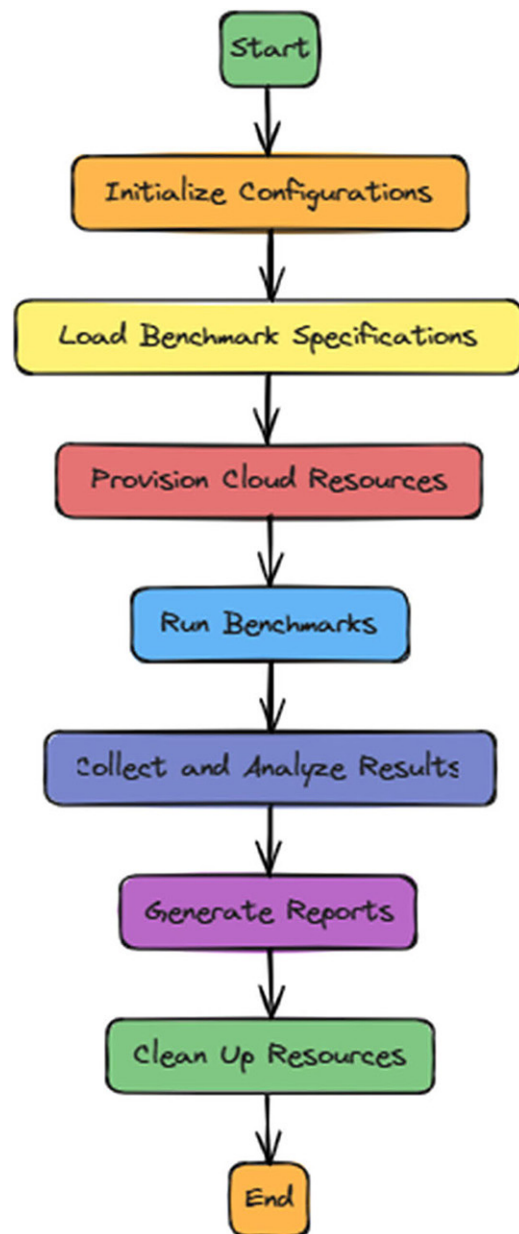 Start
Initialize Configurations
Load Benchmark Specifications
Provision Cloud Resources
Run Benchmarks
Collect and Analyze Results
Generate Reports
Clean Up Resources
End